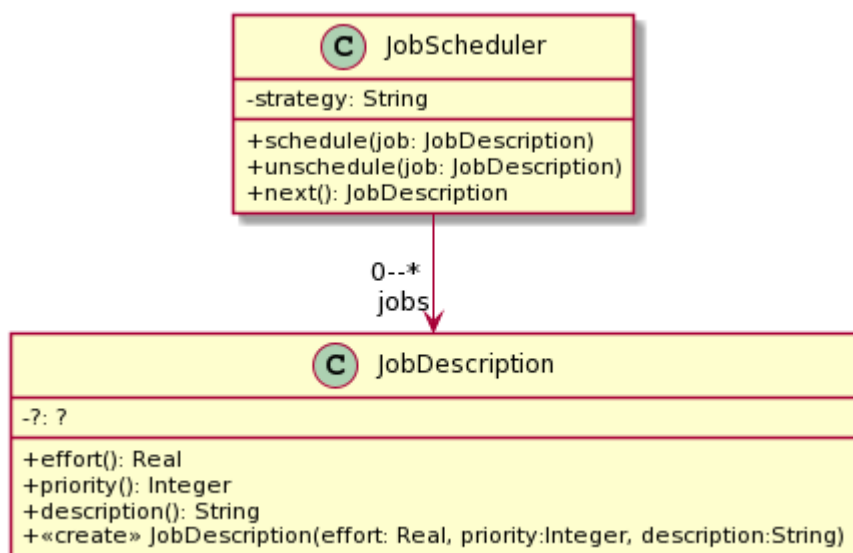 C JobScheduler
-strategy: String
+schedule(job: JobDescription)
+unschedule(job: JobDescription)
+next(): JobDescription
0--*
jobs
C JobDescription
-?: ?
+effort(): Real
+priority(): Integer
+description(): String
+«create» JobDescription(effort: Real, priority:Integer, description:String)